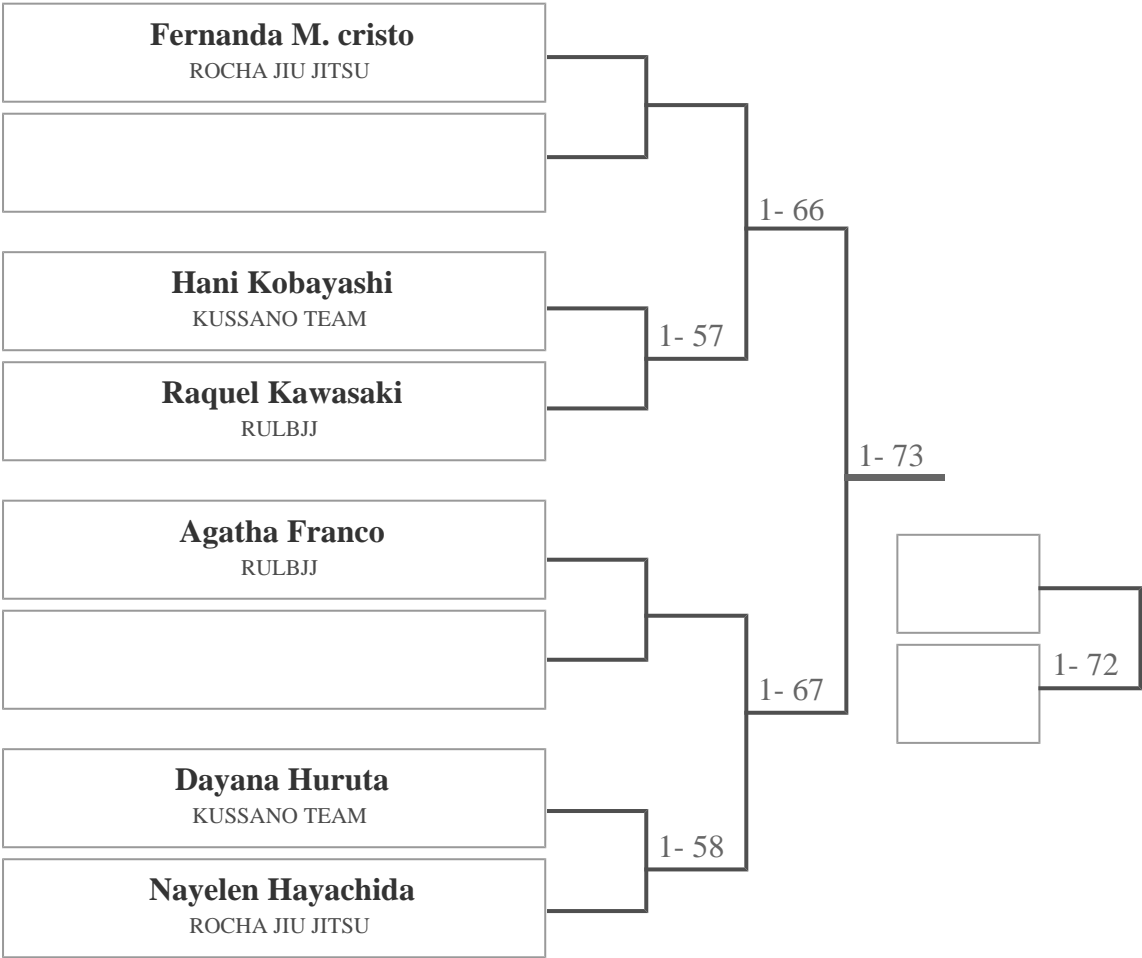 Fernanda M. cristo
ROCHA JIU JITSU
1- 66
Hani Kobayashi
KUSSANO TEAM
1- 57
Raquel Kawasaki
RULBJJ
1- 73
Agatha Franco
RULBJJ
1- 67
1- 72
Dayana Huruta
KUSSANO TEAM
1- 58
Nayelen Hayachida
ROCHA JIU JITSU